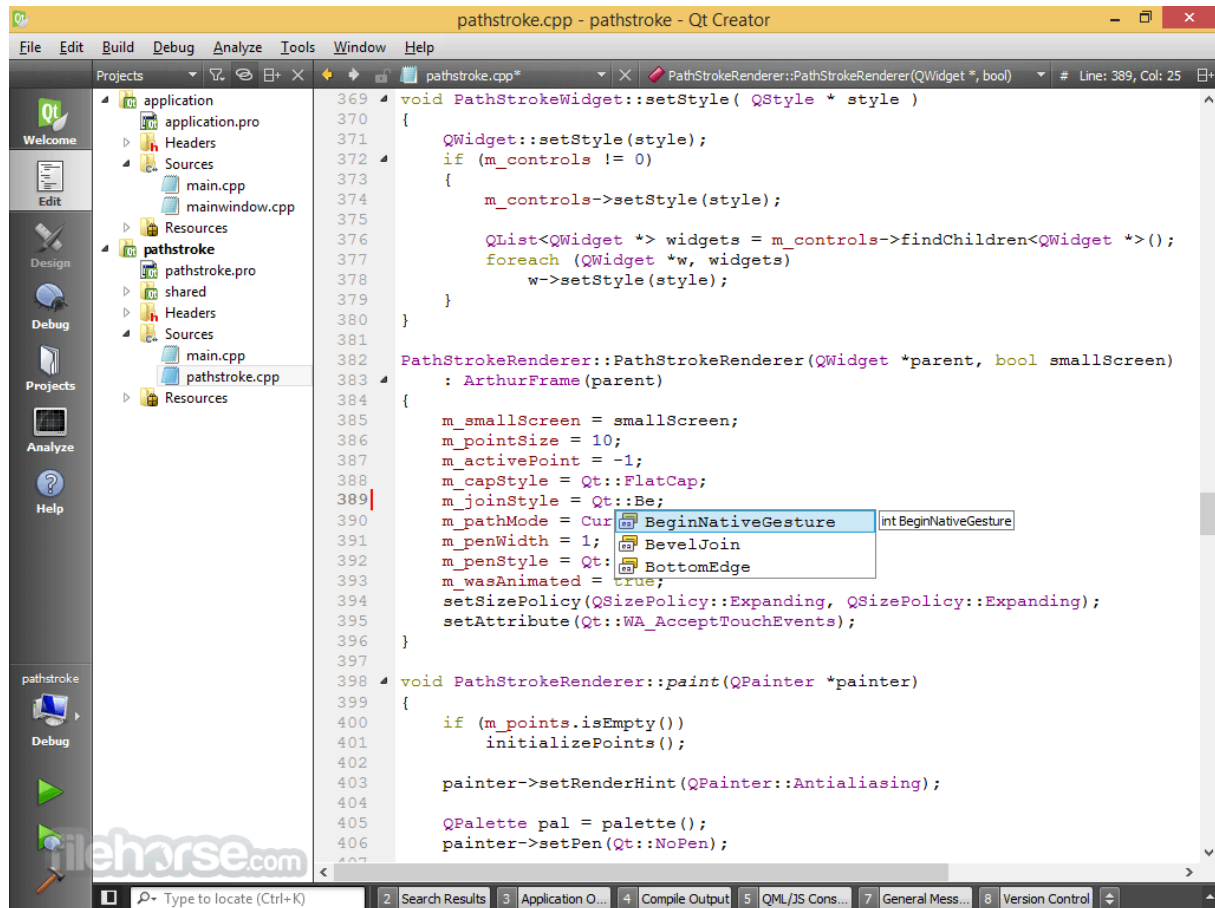 pathstroke.cpp - pathstroke - Qt Creator
File Edit Build Debug Analyze Tools Window Help
Projects pathstroke.cpp* PathStrokeRenderer::PathStrokeRenderer(QWidget *, bool) # Line: 389, Col: 25
Welcome
Edit
Design
Debug
Projects
Analyze
Help
pathstroke
Debug
application
application.pro
Headers
Sources
main.cpp
mainwindow.cpp
Resources
pathstroke
pathstroke.pro
shared
Headers
Sources
main.cpp
pathstroke.cpp
Resources
369 void PathStrokeWidget::setStyle( QStyle * style )
370 {
371 QWidget::setStyle(style);
372 if (m_controls != 0)
373 {
374 m_controls->setStyle(style);
375
376 QList<QWidget *> widgets = m_controls->findChildren<QWidget *>();
377 foreach (QWidget *w, widgets)
378 w->setStyle(style);
379 }
380 }
381
382 PathStrokeRenderer::PathStrokeRenderer(QWidget *parent, bool smallScreen)
383 : ArthurFrame(parent)
384 {
385 m_smallScreen = smallScreen;
386 m_pointSize = 10;
387 m_activePoint = -1;
388 m_capStyle = Qt::FlatCap;
389 m_joinStyle = Qt::Be;
390 m_pathMode = Cur
391 m_penWidth = 1;
392 m_penStyle = Qt:
393 m_wasAnimated = true;
394 setSizePolicy(QSizePolicy::Expanding, QSizePolicy::Expanding);
395 setAttribute(Qt::WA_AcceptTouchEvents);
396 }
397
398 void PathStrokeRenderer::paint(QPainter *painter)
399 {
400 if (m_points.isEmpty())
401 initializePoints();
402
403 painter->setRenderHint(QPainter::Antialiasing);
404
405 QPalette pal = palette();
406 painter->setPen(Qt::NoPen);
407
BeginNativeGesture int BeginNativeGesture
BevelJoin
BottomEdge
filehorse.com
Type to locate (Ctrl+K) 2 Search Results 3 Application O... 4 Compile Output 5 QML/JS Cons... 7 General Mess... 8 Version Control